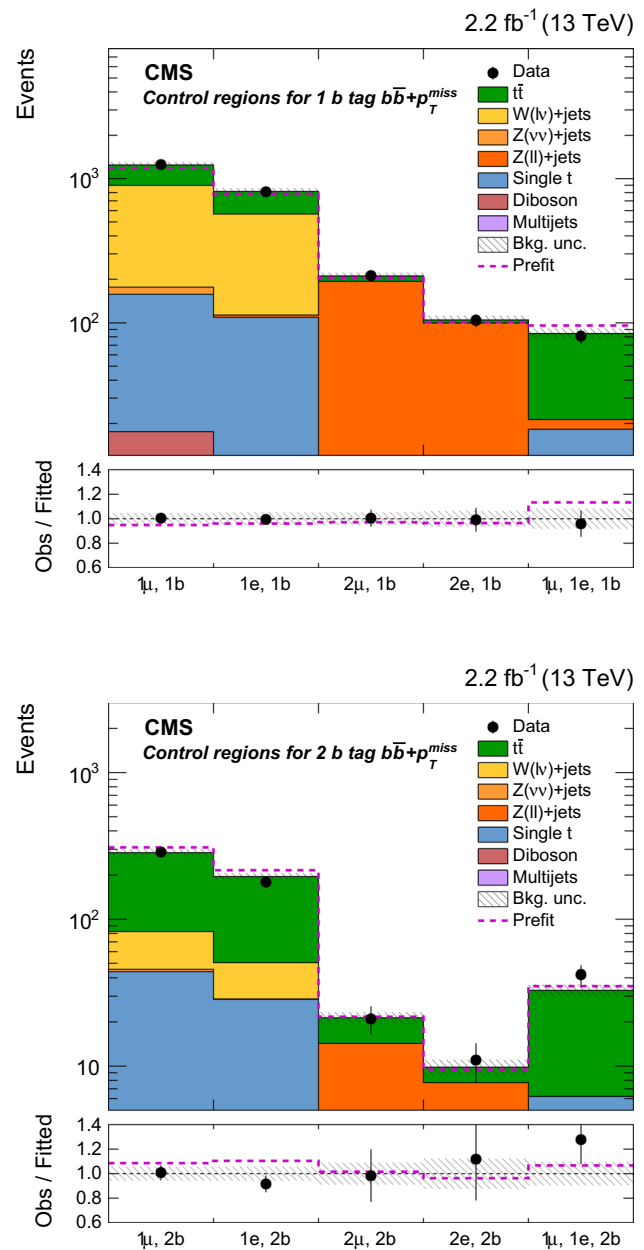 2.2 fb⁻¹ (13 TeV)
Events
CMS
Control regions for 1 b tag bb̅+p_T^miss
Data
tt̅
W(lν)+jets
Z(νν)+jets
Z(ll)+jets
Single t
Diboson
Multijets
Bkg. unc.
Prefit
10³
10²
Obs / Fitted
1.4
1.2
1.0
0.8
0.6
1μ, 1b
1e, 1b
2μ, 1b
2e, 1b
1μ, 1e, 1b
2.2 fb⁻¹ (13 TeV)
Events
CMS
Control regions for 2 b tag bb̅+p_T^miss
Data
tt̅
W(lν)+jets
Z(νν)+jets
Z(ll)+jets
Single t
Diboson
Multijets
Bkg. unc.
Prefit
10³
10²
10
Obs / Fitted
1.4
1.2
1.0
0.8
0.6
1μ, 2b
1e, 2b
2μ, 2b
2e, 2b
1μ, 1e, 2b